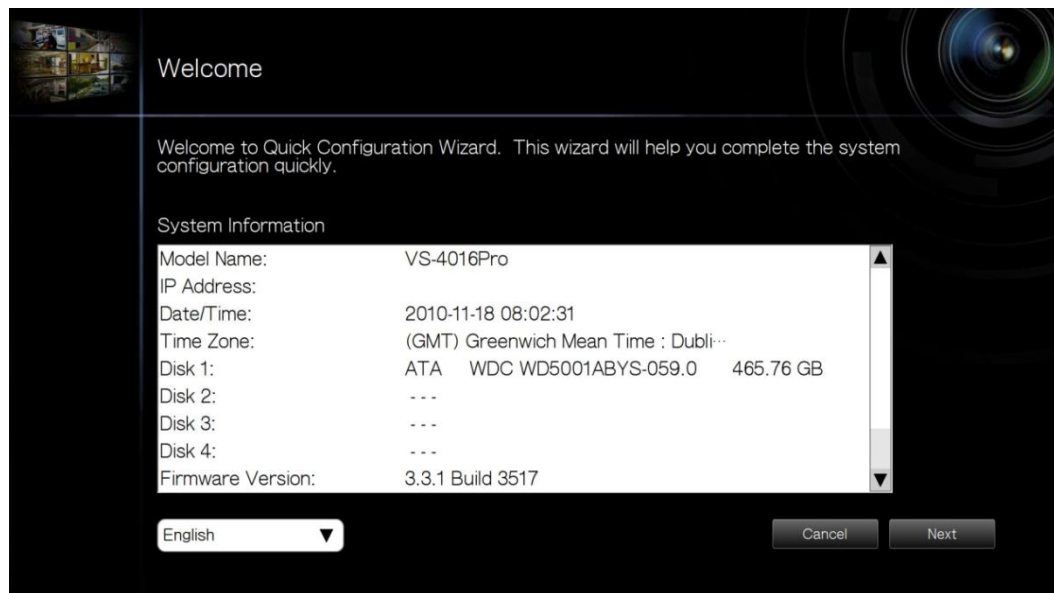 Welcome
Welcome to Quick Configuration Wizard. This wizard will help you complete the system
configuration quickly.
System Information
Model Name: VS-4016Pro
IP Address:
Date/Time: 2010-11-18 08:02:31
Time Zone: (GMT) Greenwich Mean Time : Dubli…
Disk 1: ATA WDC WD5001ABYS-059.0 465.76 GB
Disk 2: ---
Disk 3: ---
Disk 4: ---
Firmware Version: 3.3.1 Build 3517
English
Cancel
Next